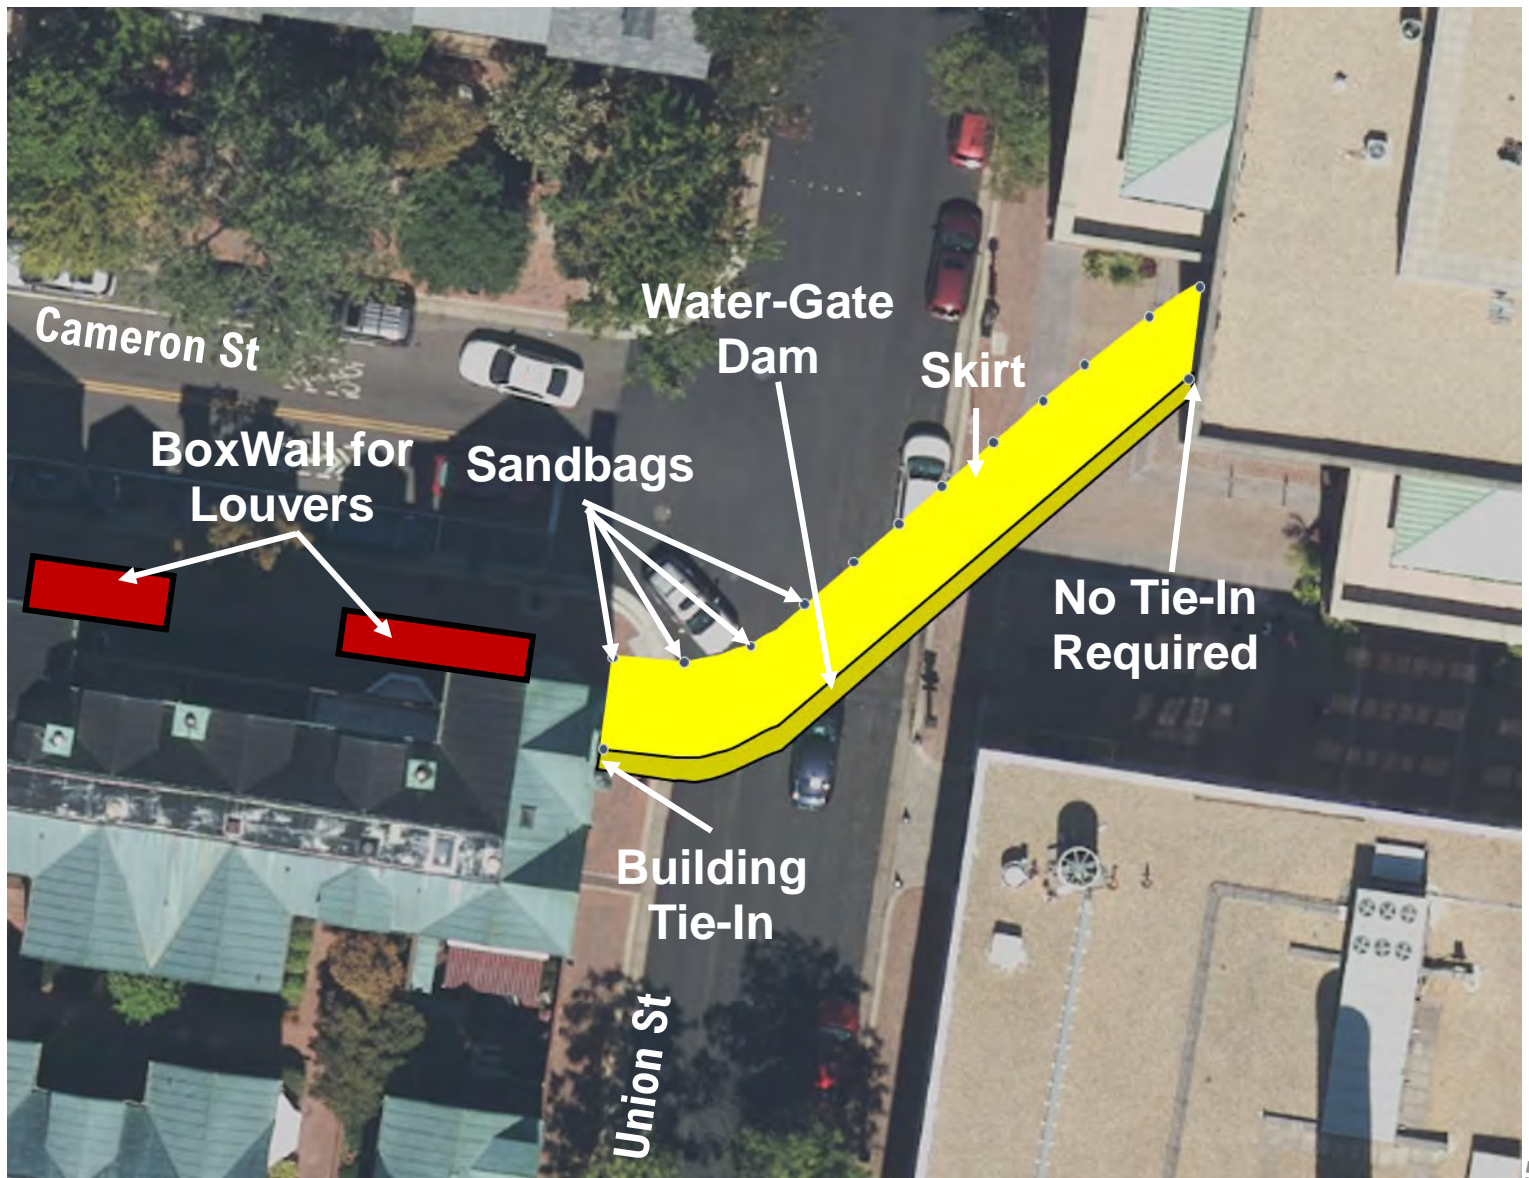 Water-Gate
Dam
Cameron St
Skirt
BoxWall for
Louvers
Sandbags
No Tie-In
Required
Building
Tie-In
Union St